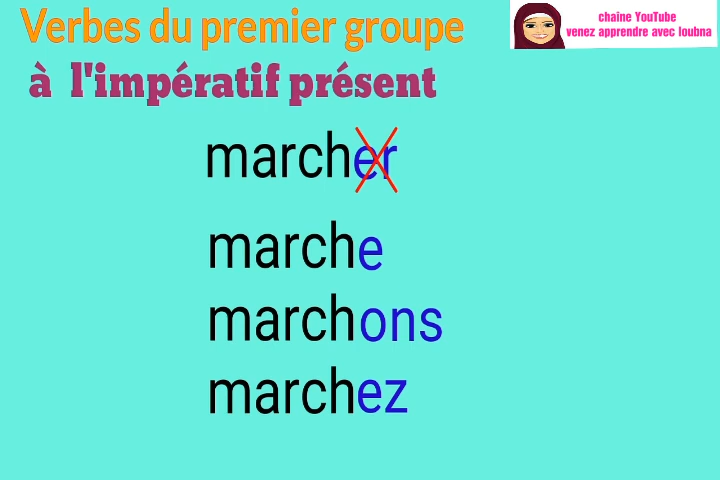 Verbes du premier groupe
à l'impératif présent
chaine YouTube
venez apprendre avec loubna
marcher
marche
marchons
marchez